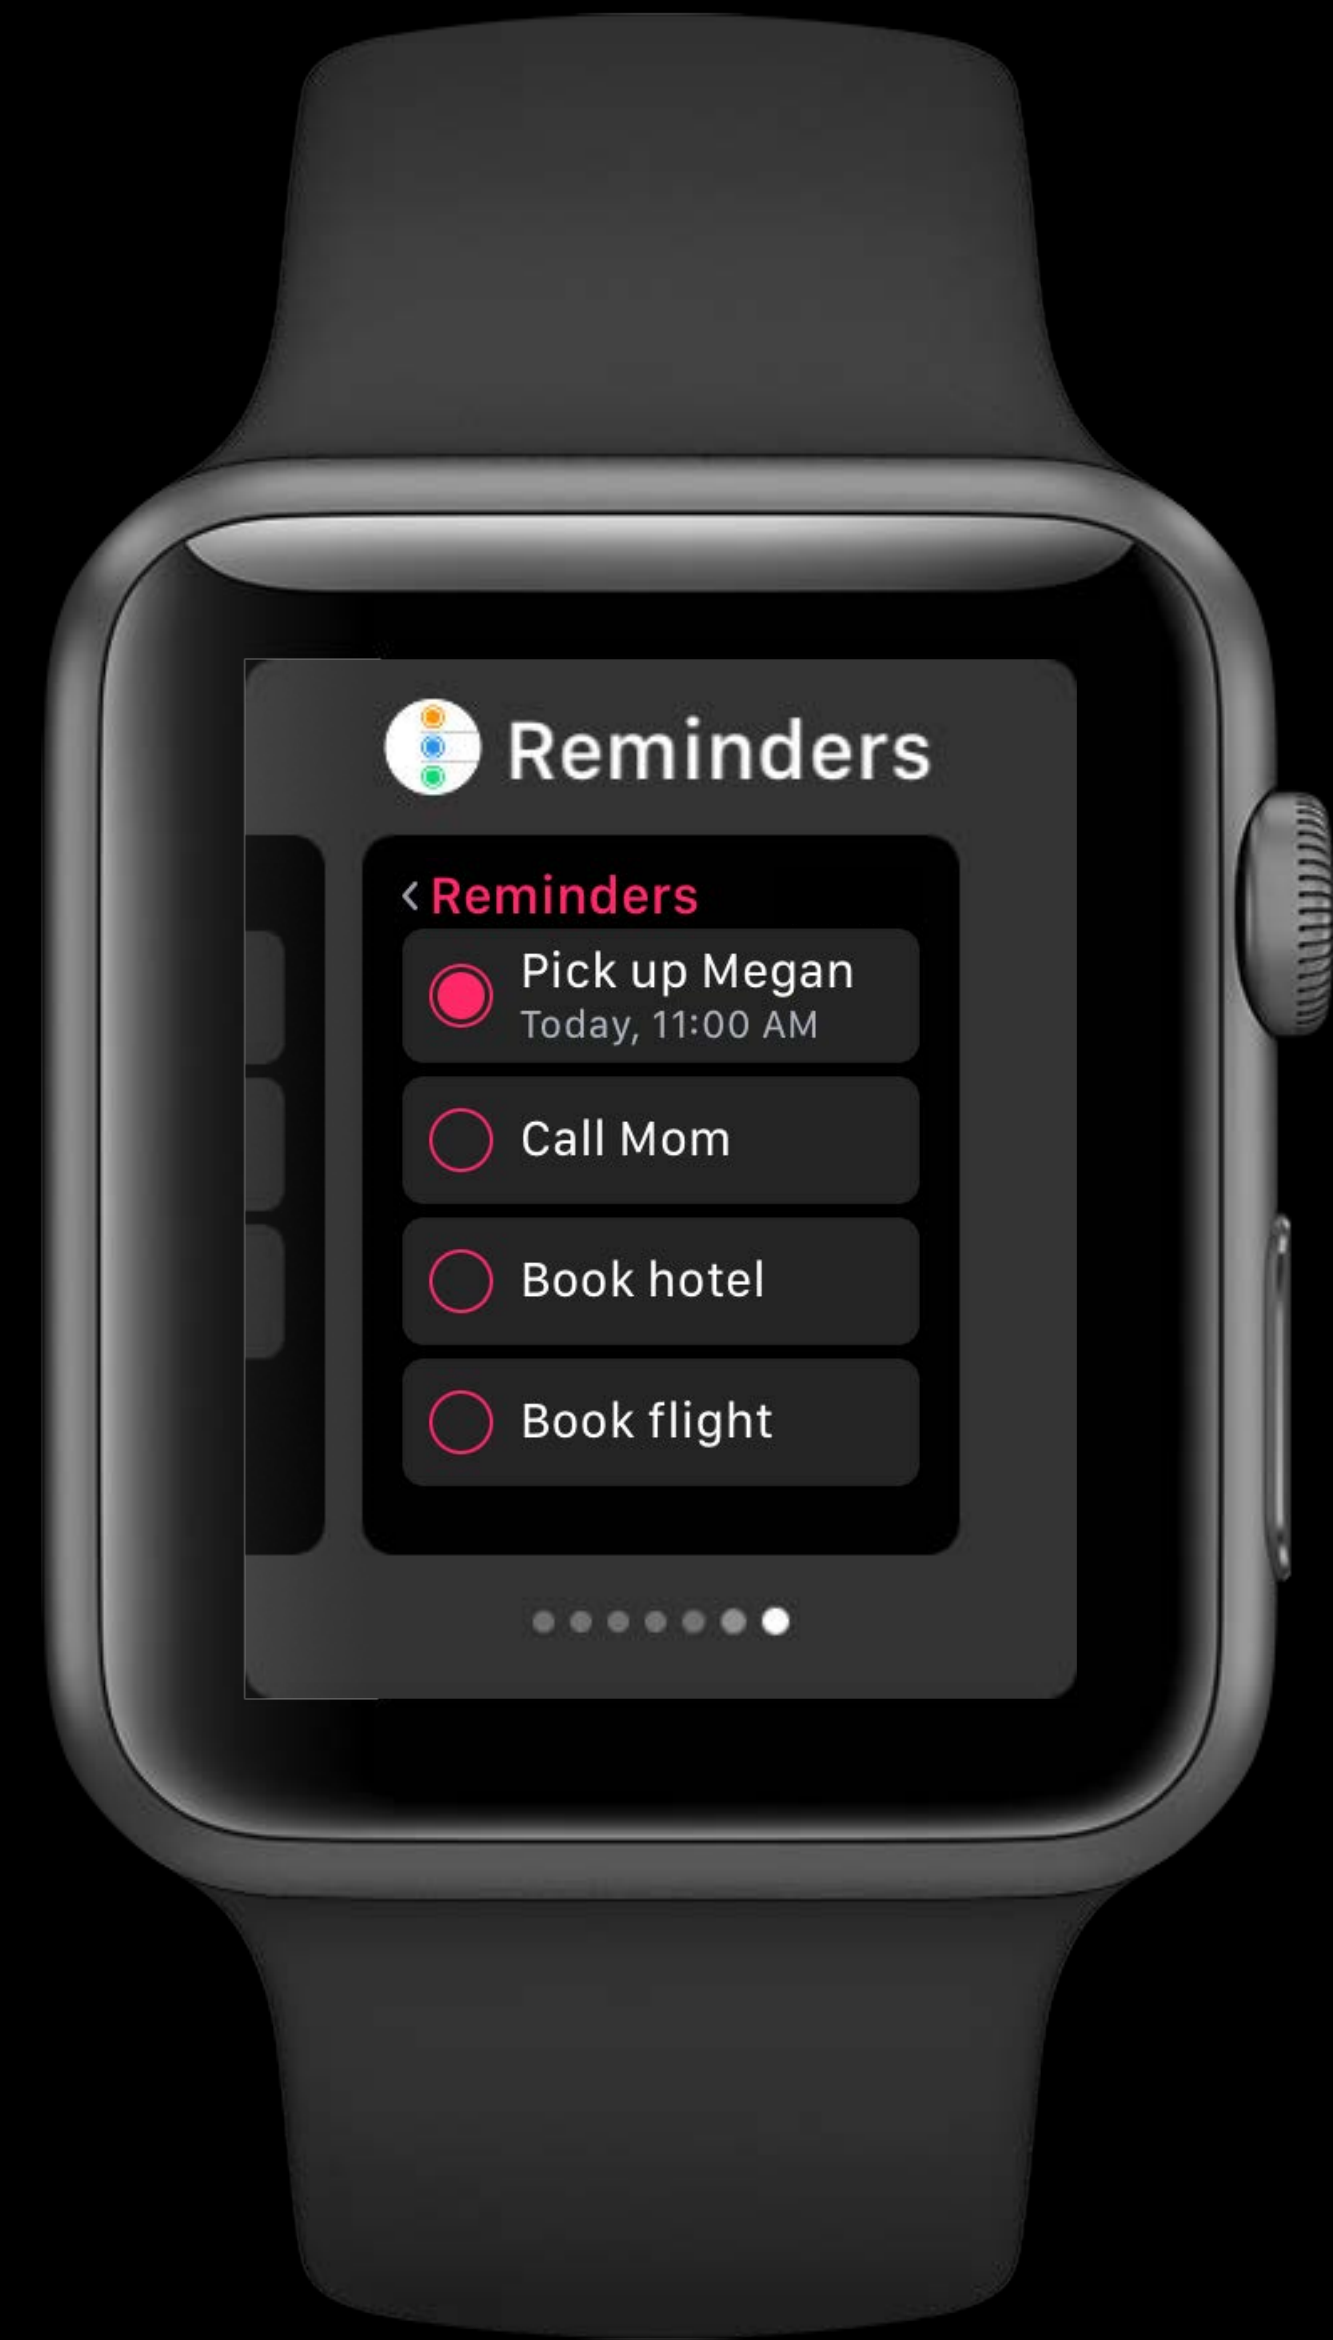 Reminders
Reminders
Pick up Megan
Today, 11:00 AM
Call Mom
Book hotel
Book flight